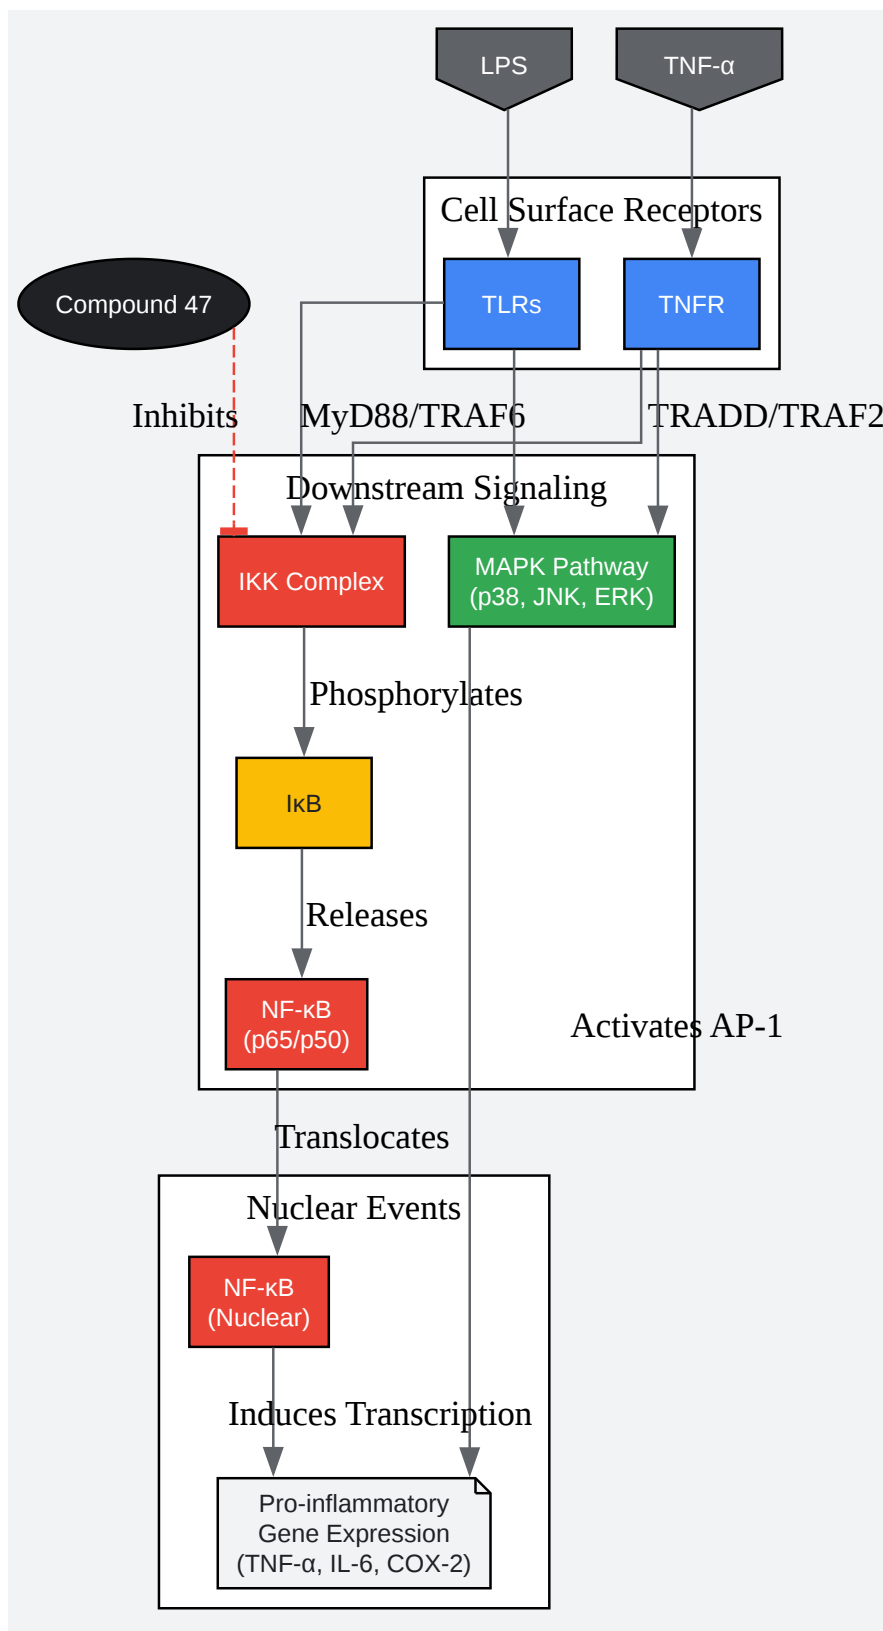 LPS
TNF-α
Cell Surface Receptors
Compound 47
TLRs
TNFR
Inhibits
MyD88/TRAF6
TRADD/TRAF2
Downstream Signaling
IKK Complex
MAPK Pathway
(p38, JNK, ERK)
Phosphorylates
IκB
Releases
NF-κB
(p65/p50)
Activates AP-1
Translocates
Nuclear Events
NF-κB
(Nuclear)
Induces Transcription
Pro-inflammatory
Gene Expression
(TNF-α, IL-6, COX-2)